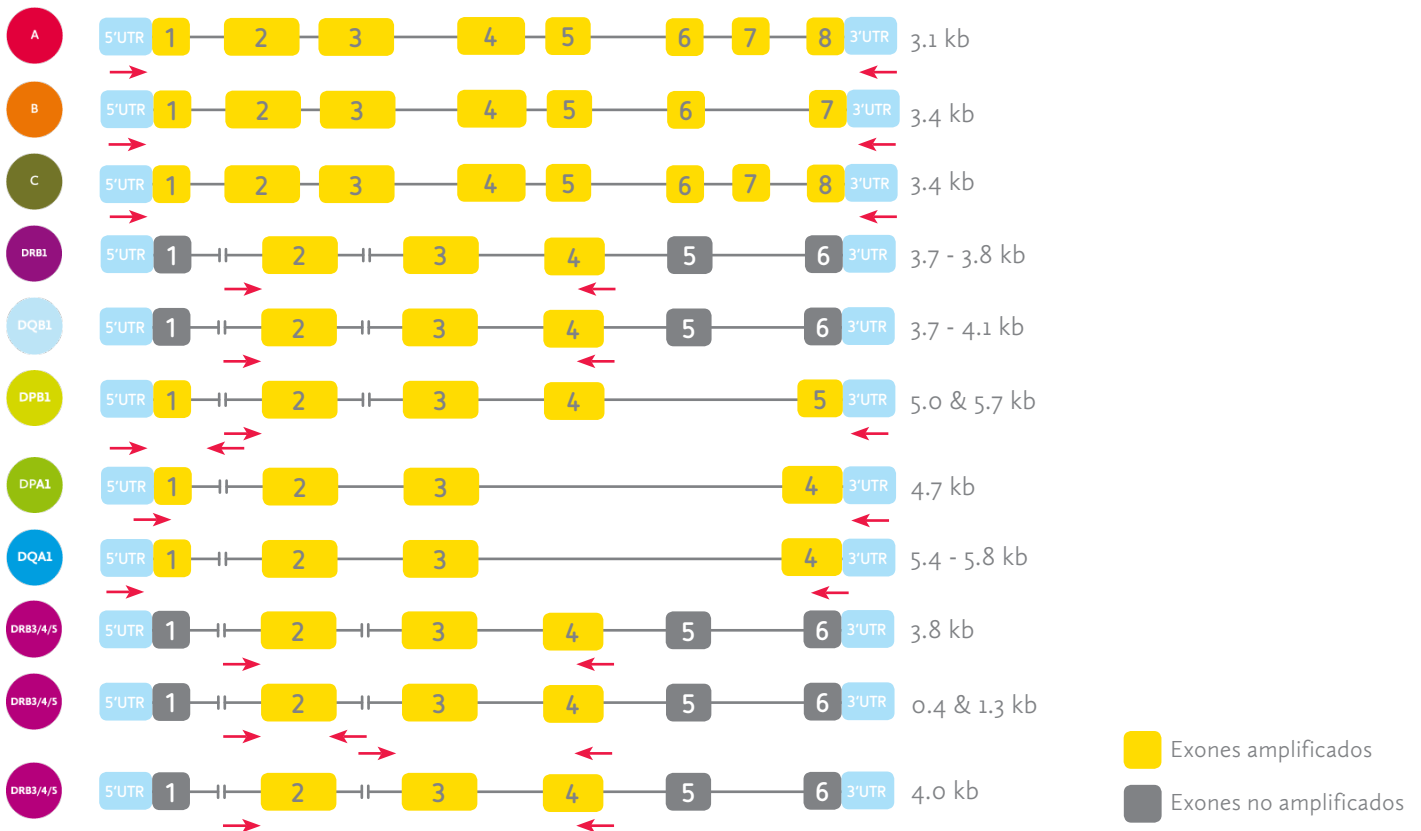 A 5'UTR 1 2 3 4 5 6 7 8 3'UTR 3.1 kb
B 5'UTR 1 2 3 4 5 6 7 3'UTR 3.4 kb
C 5'UTR 1 2 3 4 5 6 7 8 3'UTR 3.4 kb
DRB1 5'UTR 1 2 3 4 5 6 3'UTR 3.7 - 3.8 kb
DQB1 5'UTR 1 2 3 4 5 6 3'UTR 3.7 - 4.1 kb
DPB1 5'UTR 1 2 3 4 5 3'UTR 5.0 & 5.7 kb
DPA1 5'UTR 1 2 3 4 3'UTR 4.7 kb
DQA1 5'UTR 1 2 3 4 3'UTR 5.4 - 5.8 kb
DRB3/4/5 5'UTR 1 2 3 4 5 6 3'UTR 3.8 kb
DRB3/4/5 5'UTR 1 2 3 4 5 6 3'UTR 0.4 & 1.3 kb
DRB3/4/5 5'UTR 1 2 3 4 5 6 3'UTR 4.0 kb
Exones amplificados
Exones no amplificados